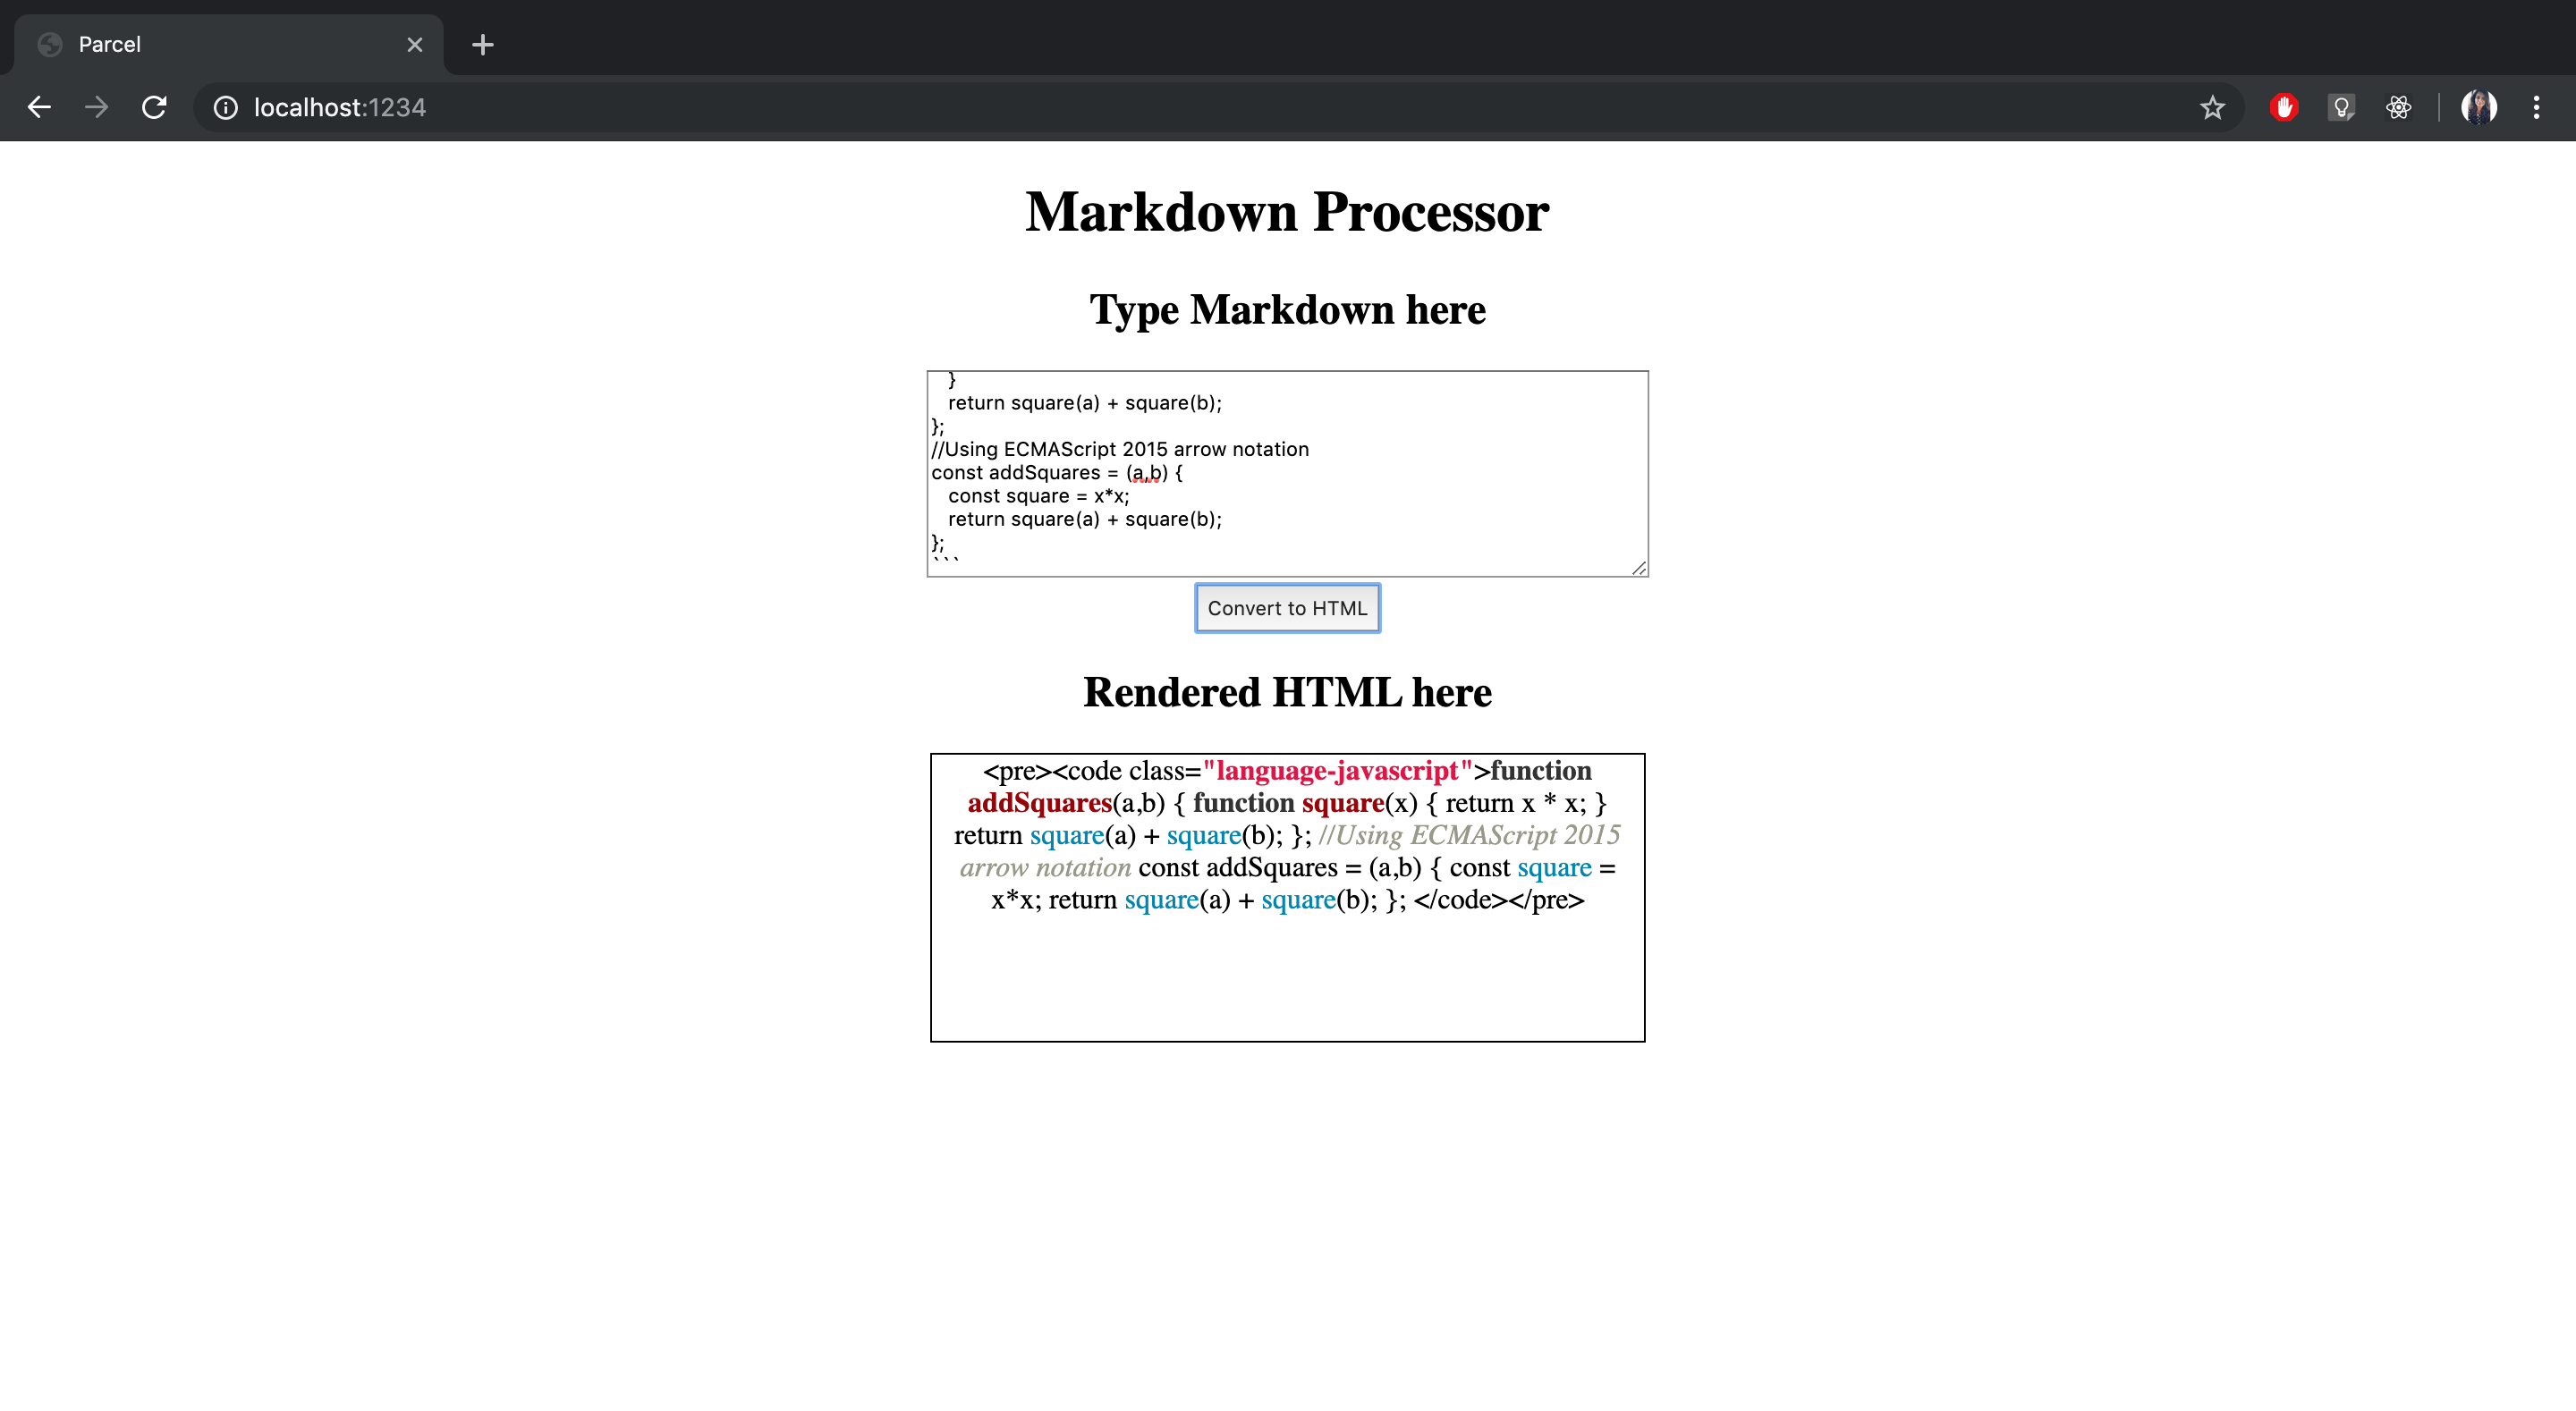 Parcel
localhost:1234
Markdown Processor
Type Markdown here
}
return square(a) + square(b);
};
//Using ECMAScript 2015 arrow notation
const addSquares = (a,b) {
const square = x*x;
return square(a) + square(b);
};
```
Convert to HTML
Rendered HTML here
<pre><code class="language-javascript">function
addSquares(a,b) { function square(x) { return x * x; }
return square(a) + square(b); }; //Using ECMAScript 2015
arrow notation const addSquares = (a,b) { const square =
x*x; return square(a) + square(b); }; </code></pre>